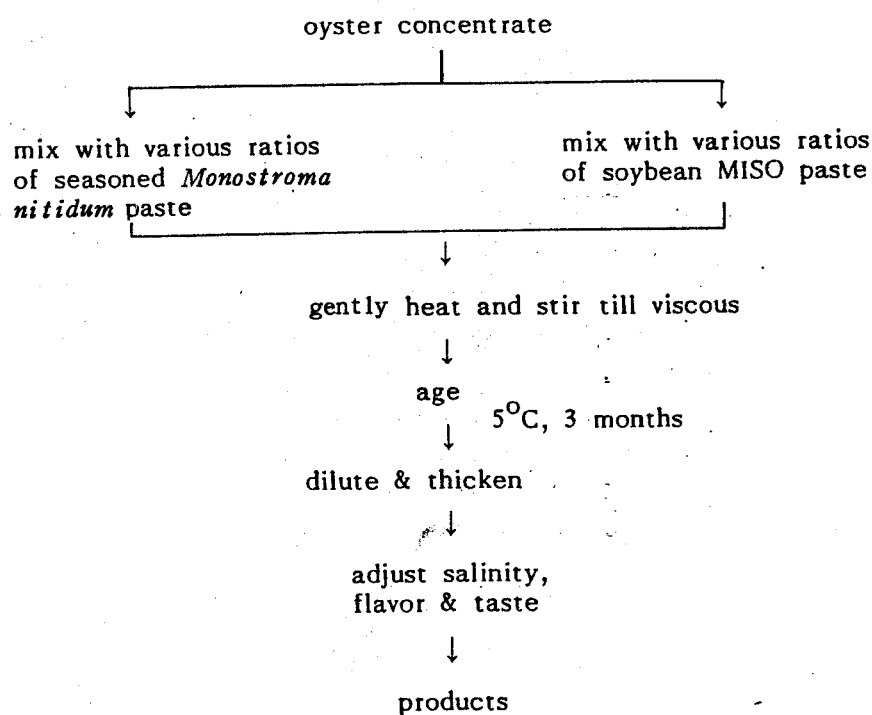 oyster concentrate
mix with various ratios
of seasoned Monostroma
nitidum paste
mix with various ratios
of soybean MISO paste
gently heat and stir till viscous
age
5°C, 3 months
dilute & thicken
adjust salinity,
flavor & taste
products